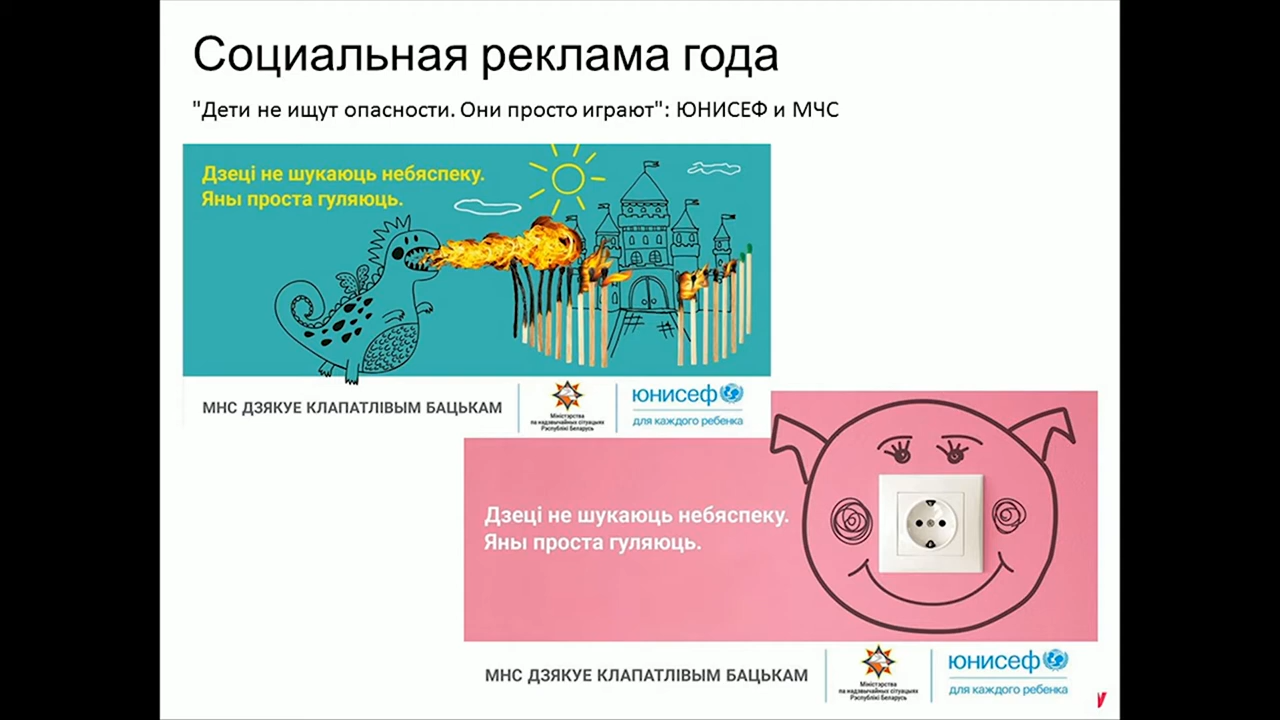 Социальная реклама года
"Дети не ищут опасности. Они просто играют": ЮНИСЕФ и МЧС
Дзеці не шукаюць небяспеку.
Яны проста гуляюць.
МНС ДЗЯКУЕ КЛАПАТЛІВЫМ БАЦЬКАМ
Міністэрства
па надзвычайных сітуацыях
Рэспублікі Беларусь
юнисеф
для каждого ребенка
Дзеці не шукаюць небяспеку.
Яны проста гуляюць.
МНС ДЗЯКУЕ КЛАПАТЛІВЫМ БАЦЬКАМ
Міністэрства
па надзвычайных сітуацыях
Рэспублікі Беларусь
юнисеф
для каждого ребенка